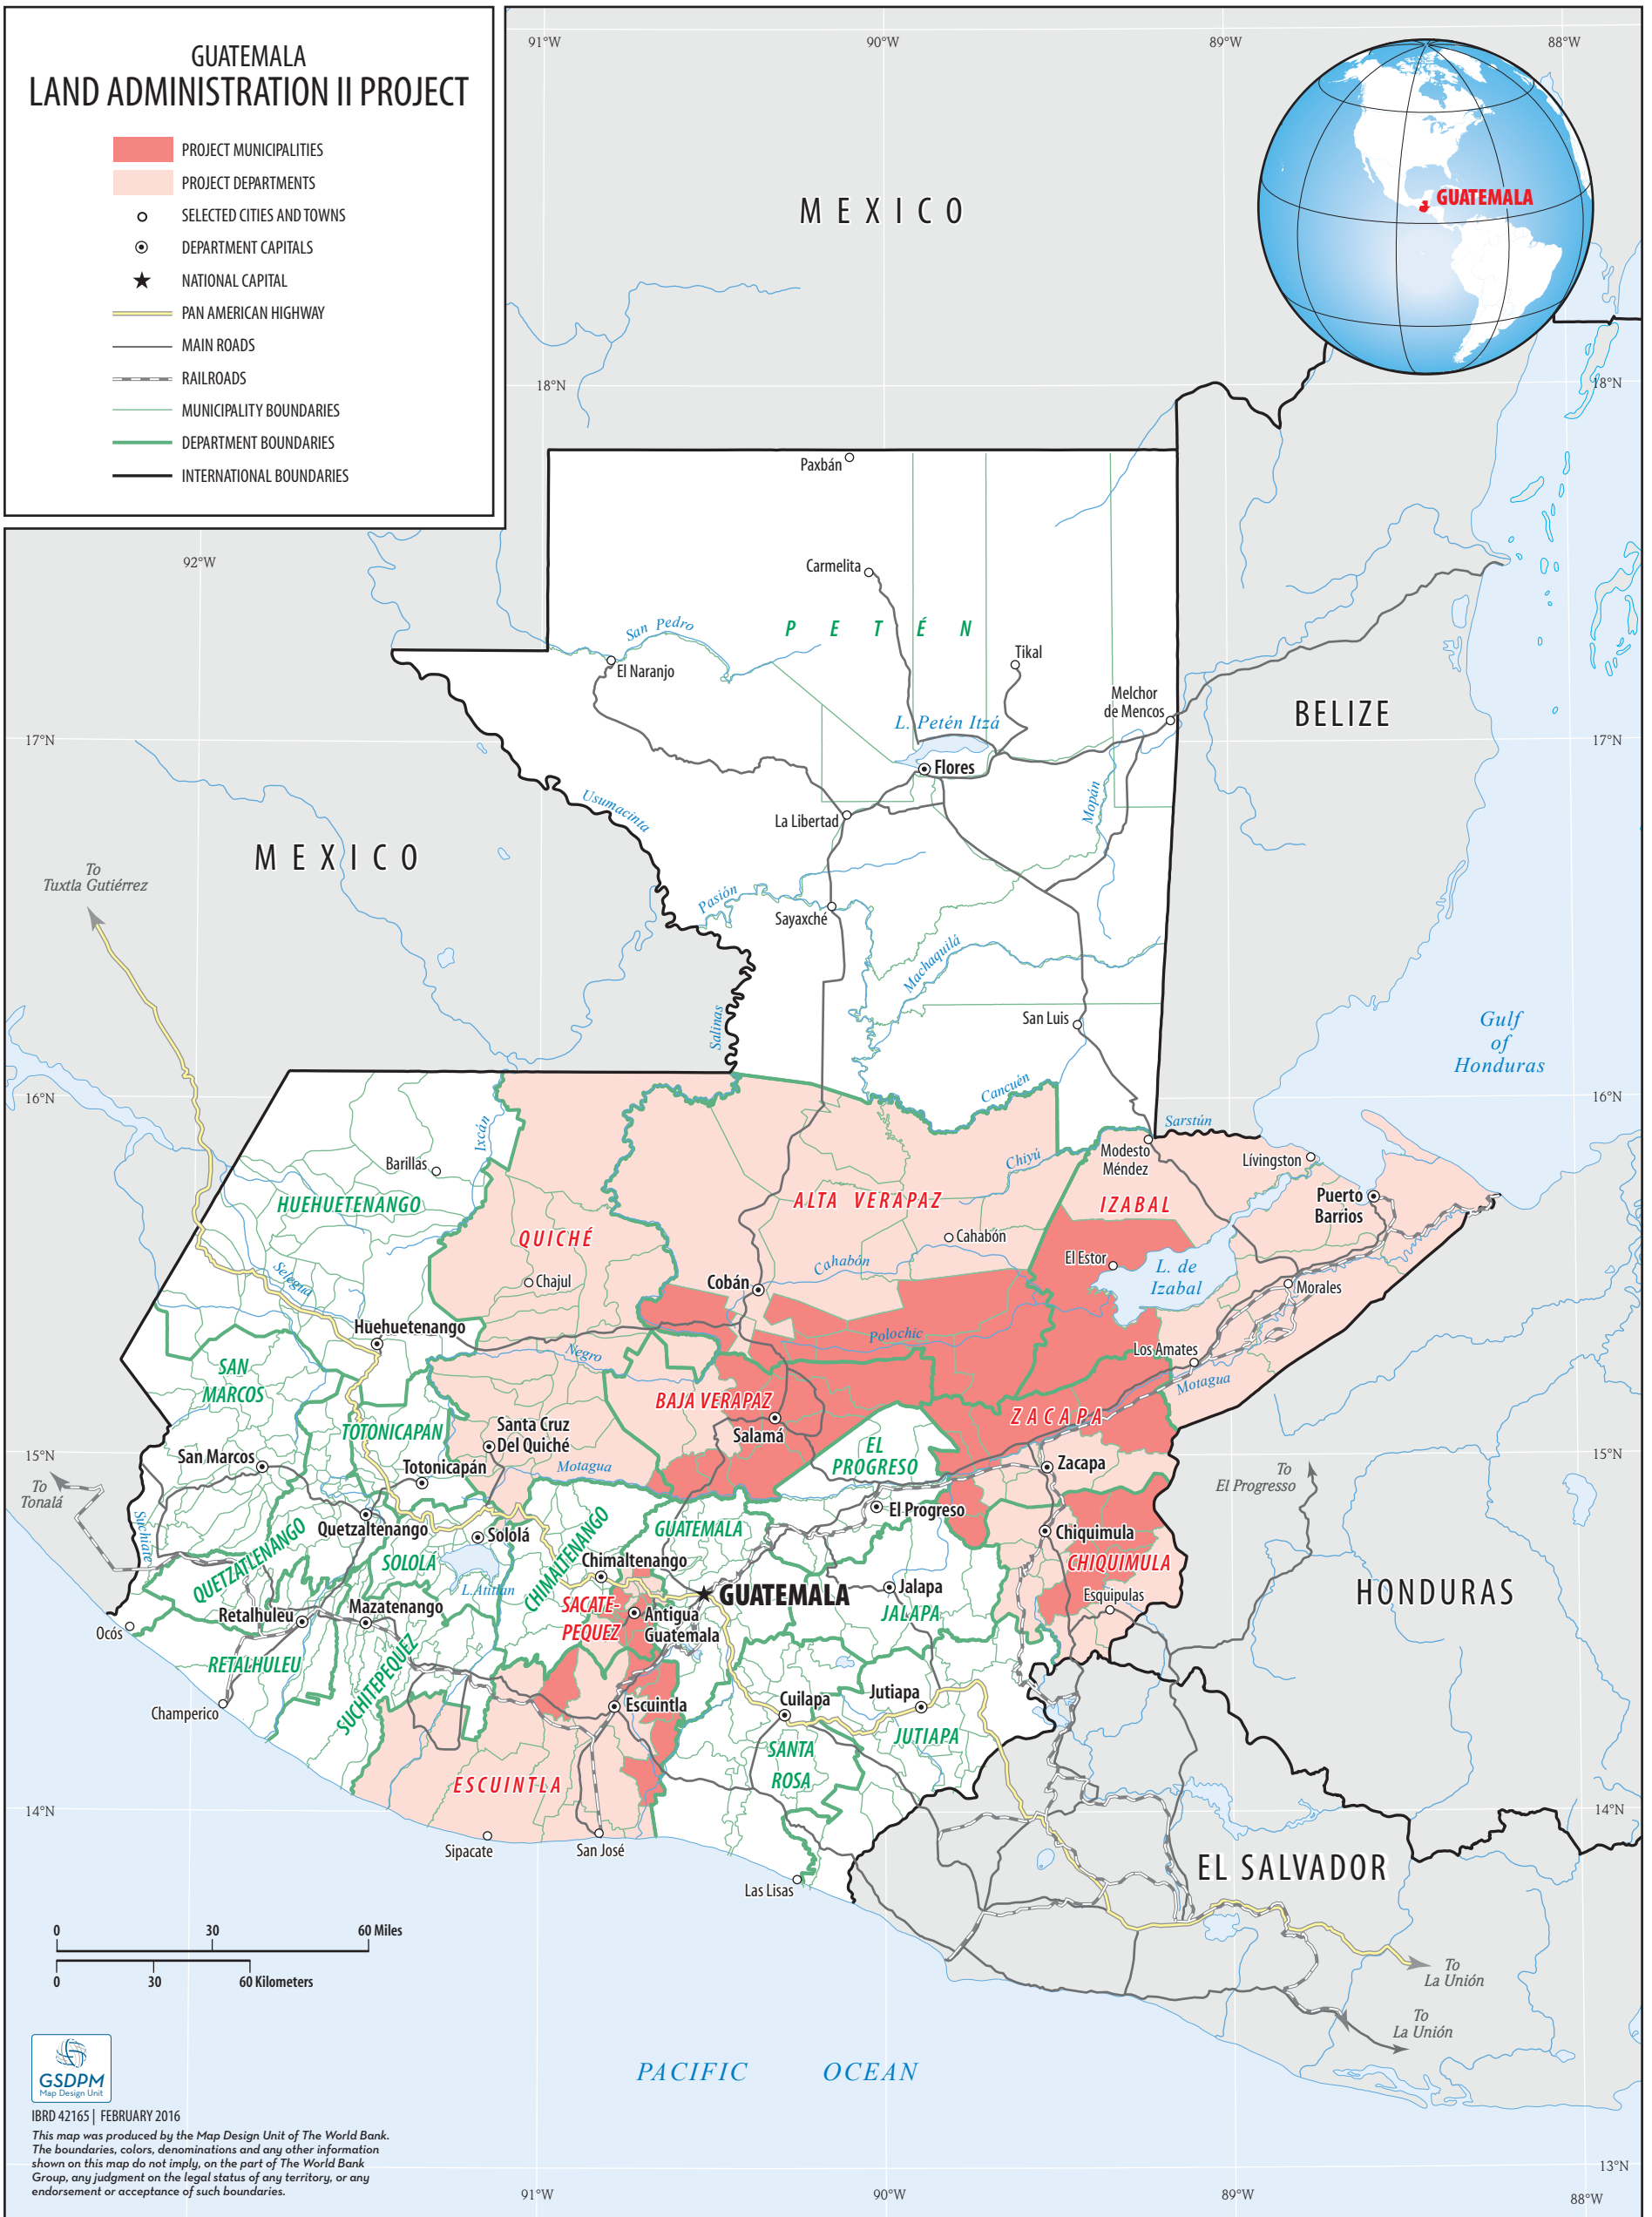 GUATEMALA
LAND ADMINISTRATION II PROJECT
PROJECT MUNICIPALITIES
PROJECT DEPARTMENTS
SELECTED CITIES AND TOWNS
DEPARTMENT CAPITALS
NATIONAL CAPITAL
PAN AMERICAN HIGHWAY
MAIN ROADS
RAILROADS
MUNICIPALITY BOUNDARIES
DEPARTMENT BOUNDARIES
INTERNATIONAL BOUNDARIES
91°W
90°W
89°W
88°W
GUATEMALA
MEXICO
18°N
18°N
Paxbán
92°W
Carmelita
PETÉN
San Pedro
El Naranjo
Tikal
Melchor
de Mencos
BELIZE
L. Petén Itzá
17°N
17°N
Flores
Usumacinta
La Libertad
Mopán
MEXICO
To
Tuxtla Gutiérrez
Pasión
Sayaxché
Machaquilá
Salinas
San Luis
Gulf
of
Honduras
16°N
16°N
Cancuén
Sarstún
Ixcán
Barillas
Chiyú
Modesto
Méndez
Lívingston
HUEHUETENANGO
ALTA VERAPAZ
IZABAL
Puerto
Barrios
QUICHÉ
Cahabón
El Estor
L. de
Izabal
Selegua
Chajul
Cobán
Cahabón
Morales
Huehuetenango
Polochic
Negro
Los Amates
Motagua
SAN
MARCOS
BAJA VERAPAZ
ZACAPA
TOTONICAPAN
Santa Cruz
Del Quiché
Salamá
EL
PROGRESO
15°N
15°N
San Marcos
Totonicapán
Motagua
Zacapa
To
Tonalá
To
El Progresso
Suchiate
Quetzaltenango
Sololá
El Progreso
GUATEMALA
Chiquimula
QUETZATLENANGO
SOLOLÁ
CHIMALTENANGO
Chimaltenango
CHIQUIMULA
L.Atitlan
GUATEMALA
Jalapa
Esquipulas
HONDURAS
Retalhuleu
Mazatenango
SACATE-
PEQUEZ
Antigua
Guatemala
JALAPA
Ocós
RETALHULEU
SUCHITEPEQUEZ
Champerico
Escuintla
Cuilapa
Jutiapa
SANTA
ROSA
JUTIAPA
ESCUINTLA
14°N
14°N
Sipacate
San José
Las Lisas
EL SALVADOR
0 30 60 Miles
0 30 60 Kilometers
To
La Unión
To
La Unión
PACIFIC OCEAN
GSDPM
Map Design Unit
IBRD 42165 | FEBRUARY 2016
This map was produced by the Map Design Unit of The World Bank.
The boundaries, colors, denominations and any other information
shown on this map do not imply, on the part of The World Bank
Group, any judgment on the legal status of any territory, or any
endorsement or acceptance of such boundaries.
13°N
91°W
90°W
89°W
88°W